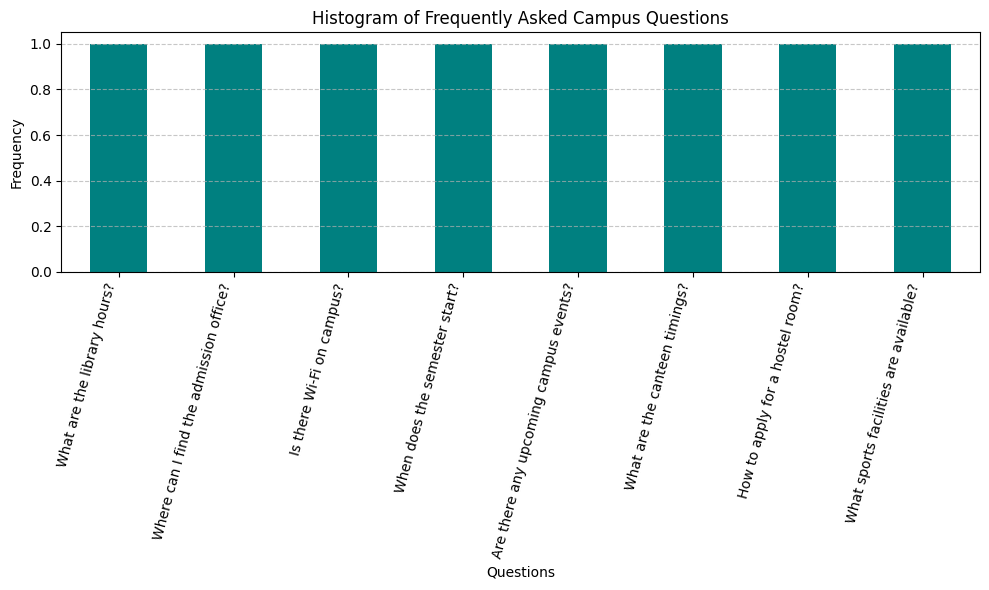 Histogram of Frequently Asked Campus Questions
Frequency
1.0
0.8
0.6
0.4
0.2
0.0
What are the library hours?
Where can I find the admission office?
Is there Wi-Fi on campus?
When does the semester start?
Are there any upcoming campus events?
What are the canteen timings?
How to apply for a hostel room?
What sports facilities are available?
Questions